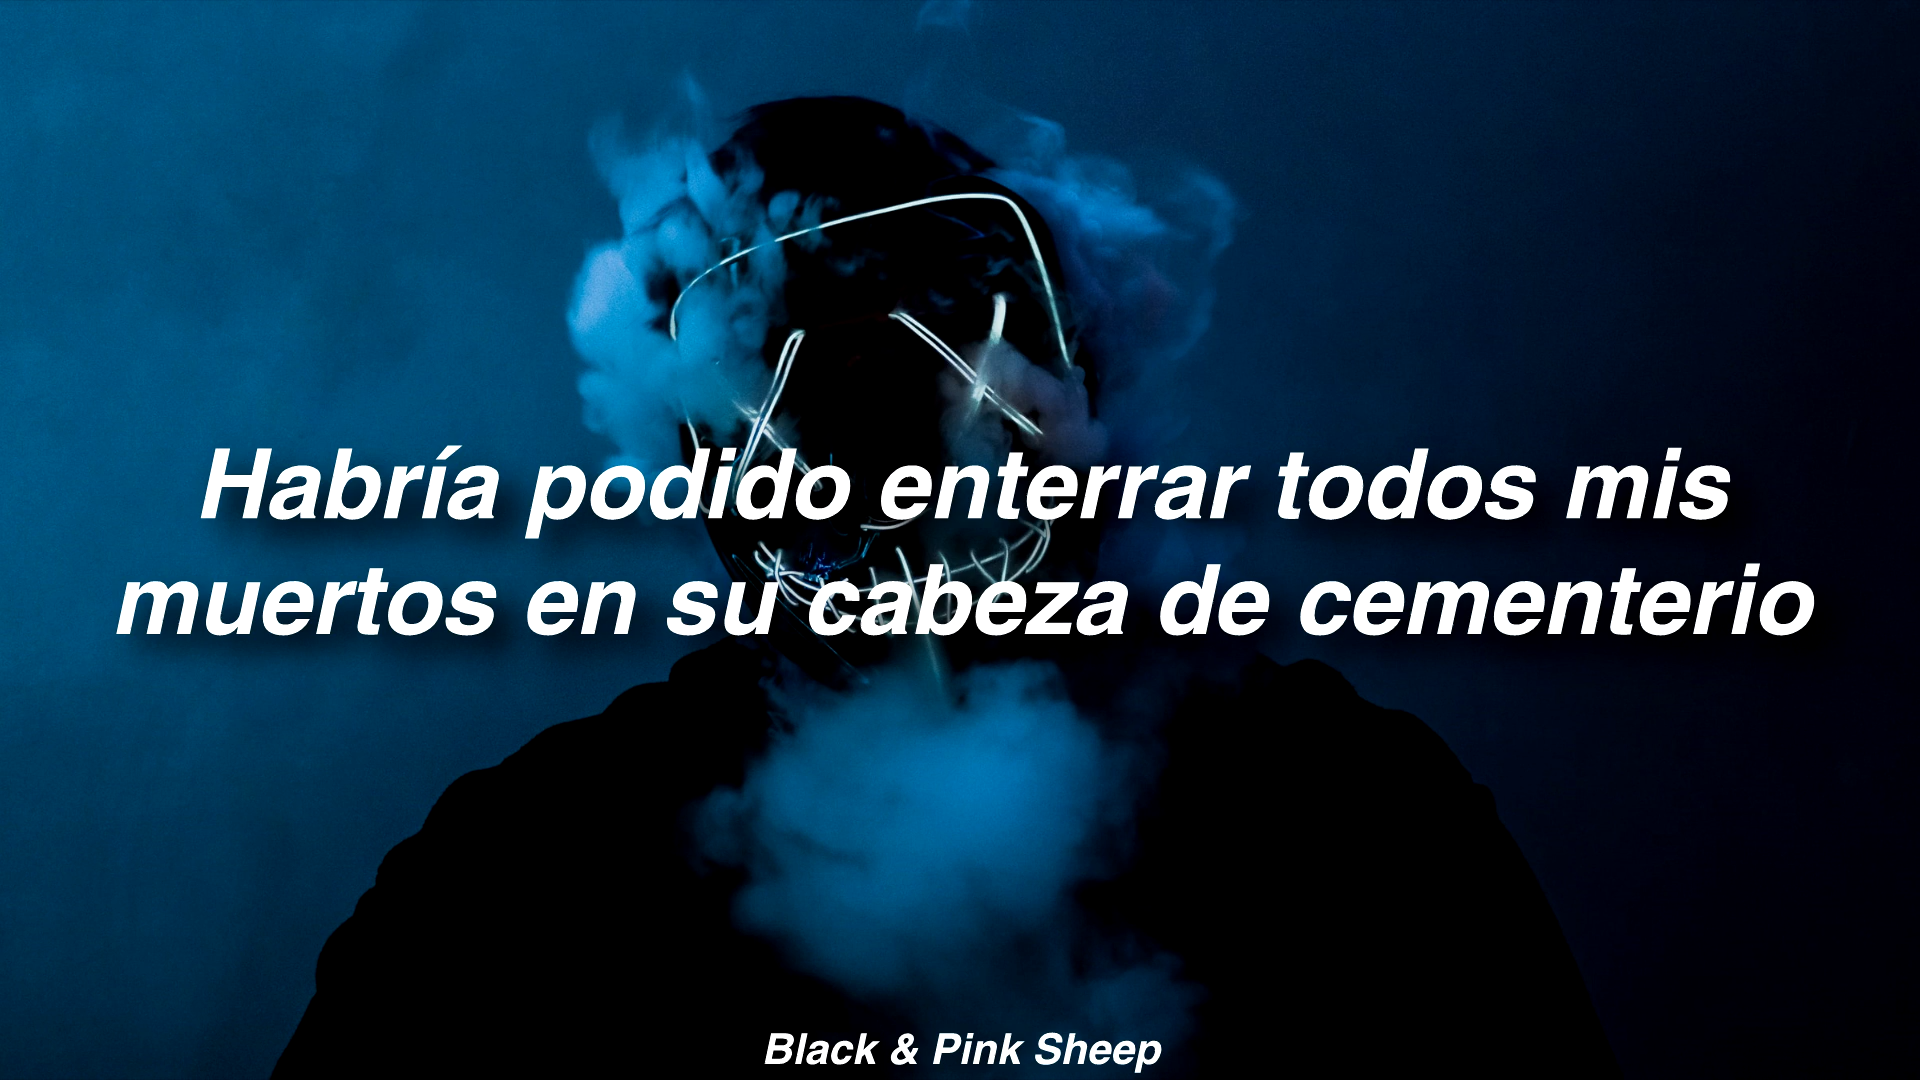 Habría podido enterrar todos mis
muertos en su cabeza de cementerio
Black & Pink Sheep